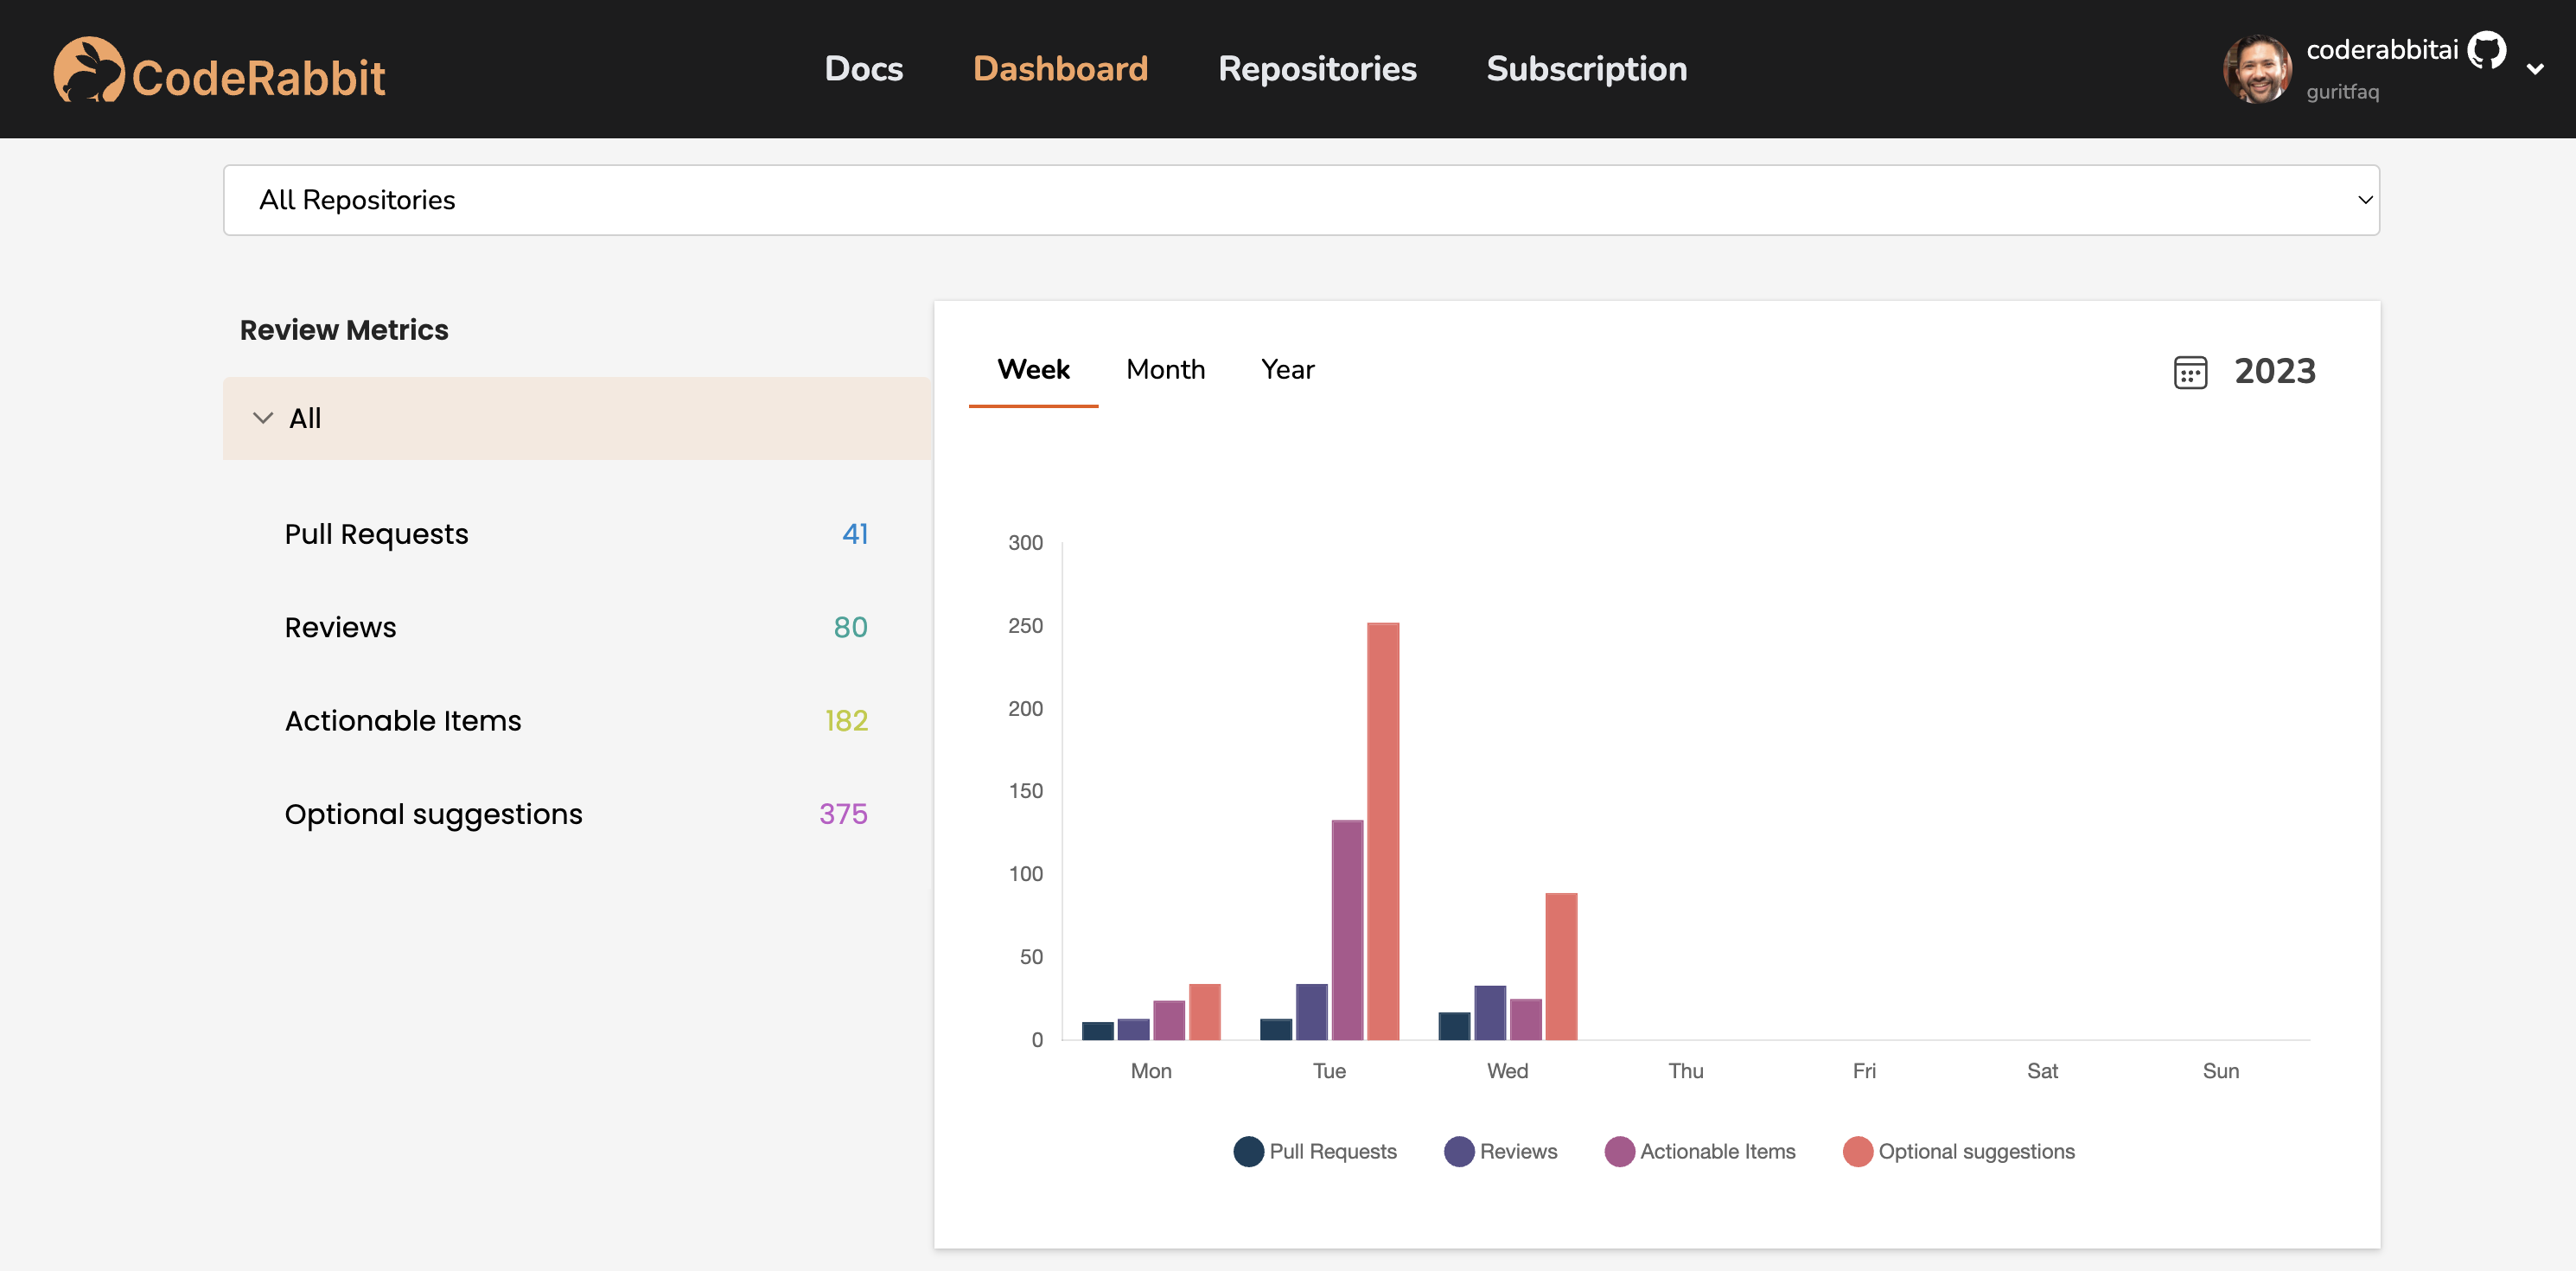 CodeRabbit
Docs
Dashboard
Repositories
Subscription
coderabbitai
guritfaq
All Repositories
Review Metrics
All
Pull Requests 41
Reviews 80
Actionable Items 182
Optional suggestions 375
Week Month Year
2023
300
250
200
150
100
50
0
Mon Tue Wed Thu Fri Sat Sun
Pull Requests Reviews Actionable Items Optional suggestions